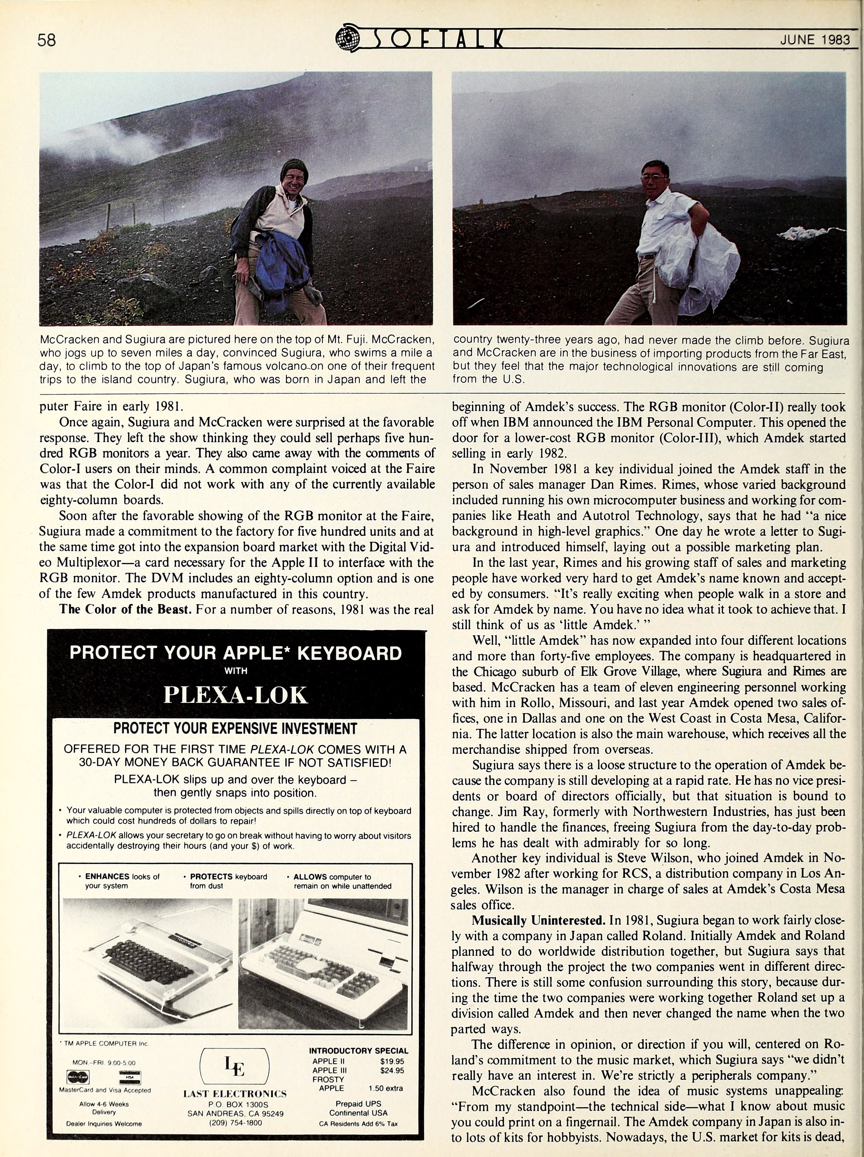 58
SOFTALK
JUNE 1983
McCracken and Sugiura are pictured here on the top of Mt. Fuji. McCracken,
who jogs up to seven miles a day, convinced Sugiura, who swims a mile a
day, to climb to the top of Japan's famous volcano on one of their frequent
trips to the island country. Sugiura, who was born in Japan and left the
country twenty-three years ago, had never made the climb before. Sugiura
and McCracken are in the business of importing products from the Far East,
but they feel that the major technological innovations are still coming
from the U.S.
puter Faire in early 1981.
Once again, Sugiura and McCracken were surprised at the favorable
response. They left the show thinking they could sell perhaps five hun-
dred RGB monitors a year. They also came away with the comments of
Color-I users on their minds. A common complaint voiced at the Faire
was that the Color-I did not work with any of the currently available
eighty-column boards.
Soon after the favorable showing of the RGB monitor at the Faire,
Sugiura made a commitment to the factory for five hundred units and at
the same time got into the expansion board market with the Digital Vid-
eo Multiplexor—a card necessary for the Apple II to interface with the
RGB monitor. The DVM includes an eighty-column option and is one
of the few Amdek products manufactured in this country.
The Color of the Beast. For a number of reasons, 1981 was the real
PROTECT YOUR APPLE* KEYBOARD
WITH
PLEXA-LOK
PROTECT YOUR EXPENSIVE INVESTMENT
OFFERED FOR THE FIRST TIME PLEXA-LOK COMES WITH A
30-DAY MONEY BACK GUARANTEE IF NOT SATISFIED!
PLEXA-LOK slips up and over the keyboard –
then gently snaps into position.
• Your valuable computer is protected from objects and spills directly on top of keyboard
which could cost hundreds of dollars to repair!
• PLEXA-LOK allows your secretary to go on break without having to worry about visitors
accidentally destroying their hours (and your $) of work.
• ENHANCES looks of
your system
• PROTECTS keyboard
from dust
• ALLOWS computer to
remain on while unattended
* TM APPLE COMPUTER Inc.
MON.-FRI. 9:00-5:00
MasterCard and Visa Accepted
Allow 4-6 Weeks
Delivery
Dealer Inquiries Welcome
LE
LAST ELECTRONICS
P.O. BOX 1300S
SAN ANDREAS, CA 95249
(209) 754-1800
INTRODUCTORY SPECIAL
APPLE II $19.95
APPLE III $24.95
FROSTY
APPLE 1.50 extra
Prepaid UPS
Continental USA
CA Residents Add 6% Tax
beginning of Amdek's success. The RGB monitor (Color-II) really took
off when IBM announced the IBM Personal Computer. This opened the
door for a lower-cost RGB monitor (Color-III), which Amdek started
selling in early 1982.
In November 1981 a key individual joined the Amdek staff in the
person of sales manager Dan Rimes. Rimes, whose varied background
included running his own microcomputer business and working for com-
panies like Heath and Autotrol Technology, says that he had "a nice
background in high-level graphics." One day he wrote a letter to Sugi-
ura and introduced himself, laying out a possible marketing plan.
In the last year, Rimes and his growing staff of sales and marketing
people have worked very hard to get Amdek's name known and accept-
ed by consumers. "It's really exciting when people walk in a store and
ask for Amdek by name. You have no idea what it took to achieve that. I
still think of us as 'little Amdek.' "
Well, "little Amdek" has now expanded into four different locations
and more than forty-five employees. The company is headquartered in
the Chicago suburb of Elk Grove Village, where Sugiura and Rimes are
based. McCracken has a team of eleven engineering personnel working
with him in Rollo, Missouri, and last year Amdek opened two sales of-
fices, one in Dallas and one on the West Coast in Costa Mesa, Califor-
nia. The latter location is also the main warehouse, which receives all the
merchandise shipped from overseas.
Sugiura says there is a loose structure to the operation of Amdek be-
cause the company is still developing at a rapid rate. He has no vice presi-
dents or board of directors officially, but that situation is bound to
change. Jim Ray, formerly with Northwestern Industries, has just been
hired to handle the finances, freeing Sugiura from the day-to-day prob-
lems he has dealt with admirably for so long.
Another key individual is Steve Wilson, who joined Amdek in No-
vember 1982 after working for RCS, a distribution company in Los An-
geles. Wilson is the manager in charge of sales at Amdek's Costa Mesa
sales office.
Musically Uninterested. In 1981, Sugiura began to work fairly close-
ly with a company in Japan called Roland. Initially Amdek and Roland
planned to do worldwide distribution together, but Sugiura says that
halfway through the project the two companies went in different direc-
tions. There is still some confusion surrounding this story, because dur-
ing the time the two companies were working together Roland set up a
division called Amdek and then never changed the name when the two
parted ways.
The difference in opinion, or direction if you will, centered on Ro-
land's commitment to the music market, which Sugiura says "we didn't
really have an interest in. We're strictly a peripherals company."
McCracken also found the idea of music systems unappealing:
"From my standpoint—the technical side—what I know about music
you could print on a fingernail. The Amdek company in Japan is also in-
to lots of kits for hobbyists. Nowadays, the U.S. market for kits is dead,